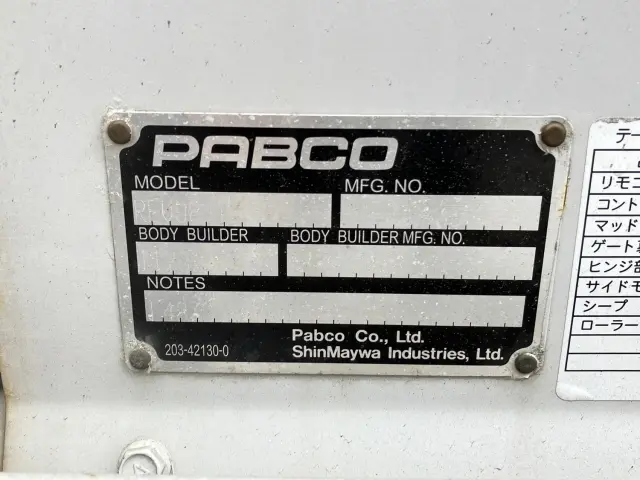 PABCO
MODEL
MFG. NO.
BODY BUILDER
BODY BUILDER MFG. NO.
NOTES
203-42130-0
Pabco Co., Ltd.
ShinMaywa Industries, Ltd.
リモコ
コント
マッド
ゲート
ヒンジ部
サイドモ
シープ
ローラー